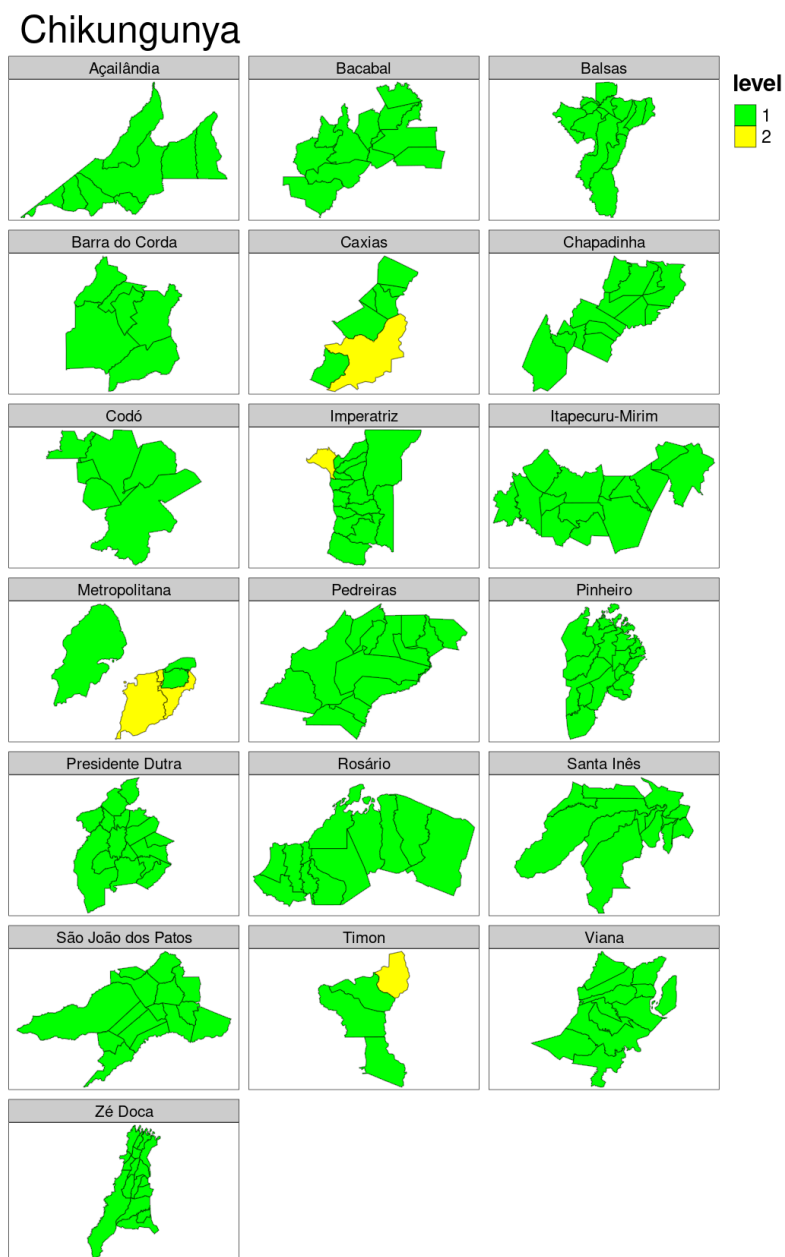 Chikungunya
Açailândia
Bacabal
Balsas
level
1
2
Barra do Corda
Caxias
Chapadinha
Codó
Imperatriz
Itapecuru-Mirim
Metropolitana
Pedreiras
Pinheiro
Presidente Dutra
Rosário
Santa Inês
São João dos Patos
Timon
Viana
Zé Doca